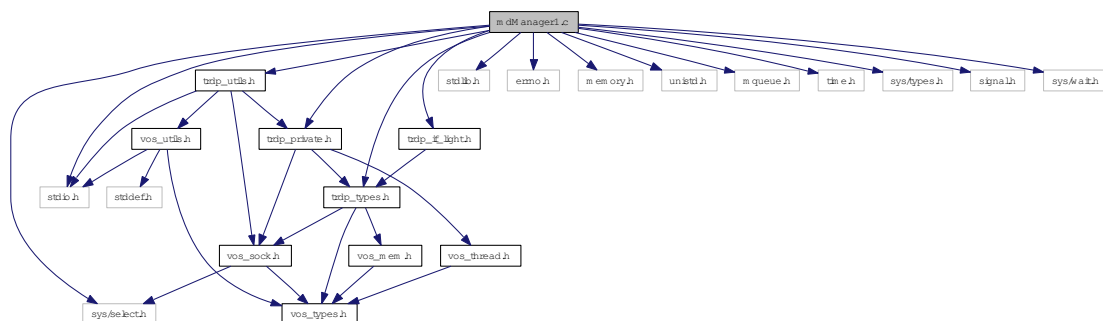 mdManager1.c
trdp_utils.h
stdlib.h
errno.h
memory.h
unistd.h
mqueue.h
time.h
sys/types.h
signal.h
sys/wait.h
vos_utils.h
trdp_private.h
trdp_if_light.h
stdio.h
stddef.h
trdp_types.h
vos_sock.h
vos_mem.h
vos_thread.h
sys/select.h
vos_types.h